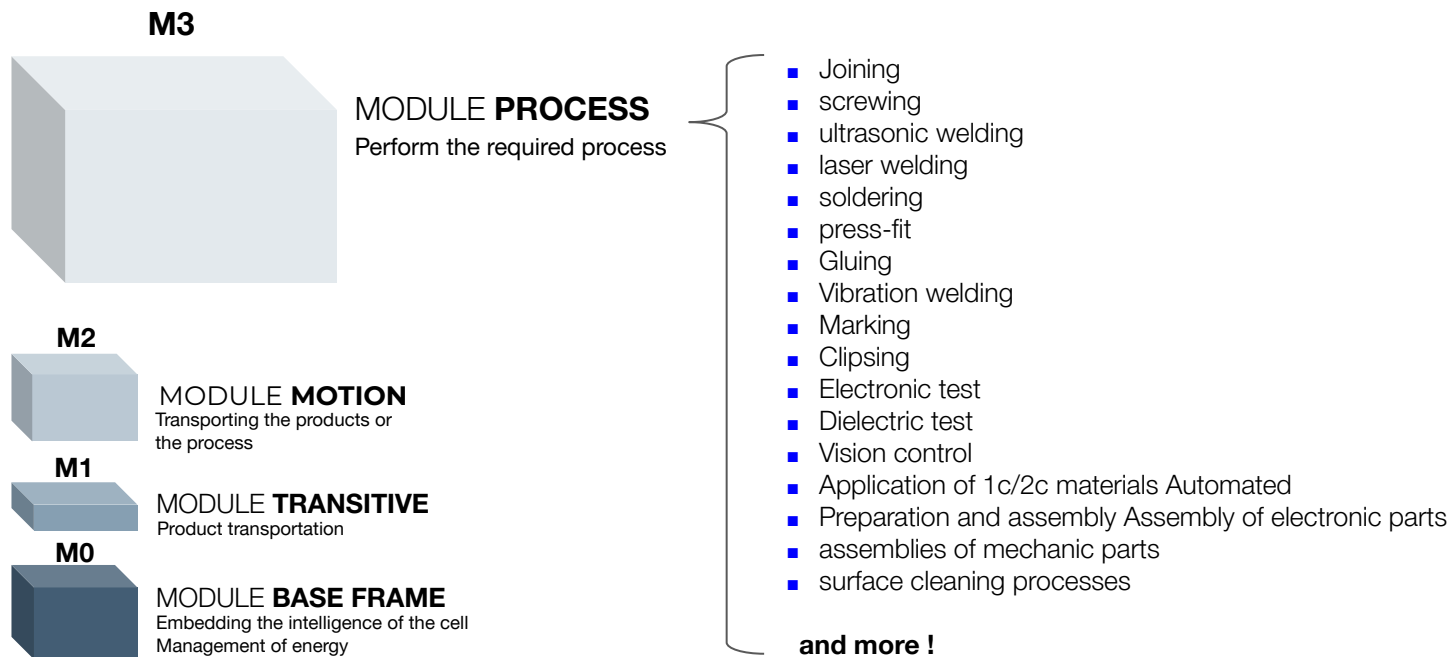 M3
MODULE PROCESS
Perform the required process
M2
MODULE MOTION
Transporting the products or
the process
M1
MODULE TRANSITIVE
Product transportation
M0
MODULE BASE FRAME
Embedding the intelligence of the cell
Management of energy
Joining
screwing
ultrasonic welding
laser welding
soldering
press-fit
Gluing
Vibration welding
Marking
Clipsing
Electronic test
Dielectric test
Vision control
Application of 1c/2c materials Automated
Preparation and assembly Assembly of electronic parts
assemblies of mechanic parts
surface cleaning processes
and more !